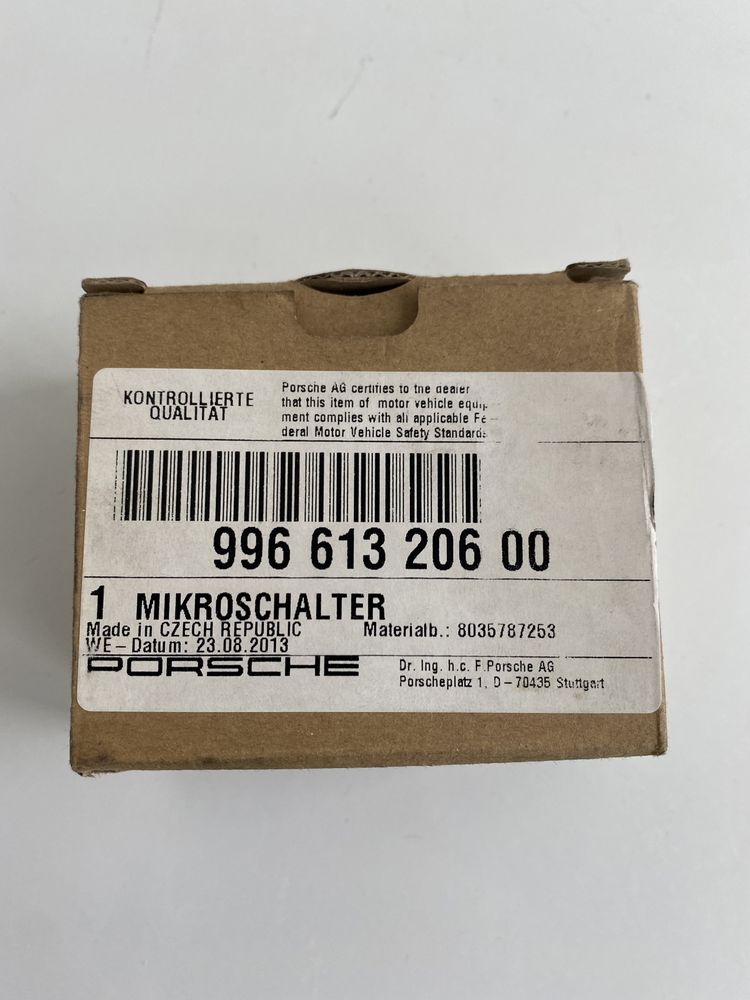 KONTROLLIERTE
QUALITÄT
Porsche AG certifies to the dealer
that this item of motor vehicle equip
ment complies with all applicable Fe –
deral Motor Vehicle Safety Standards
996 613 206 00
1 MIKROSCHALTER
Made in CZECH REPUBLIC Materialb.: 8035787253
WE – Datum: 23.08.2013
PORSCHE
Dr. Ing. h.c. F.Porsche AG
Porscheplatz 1, D – 70435 Stuttgart